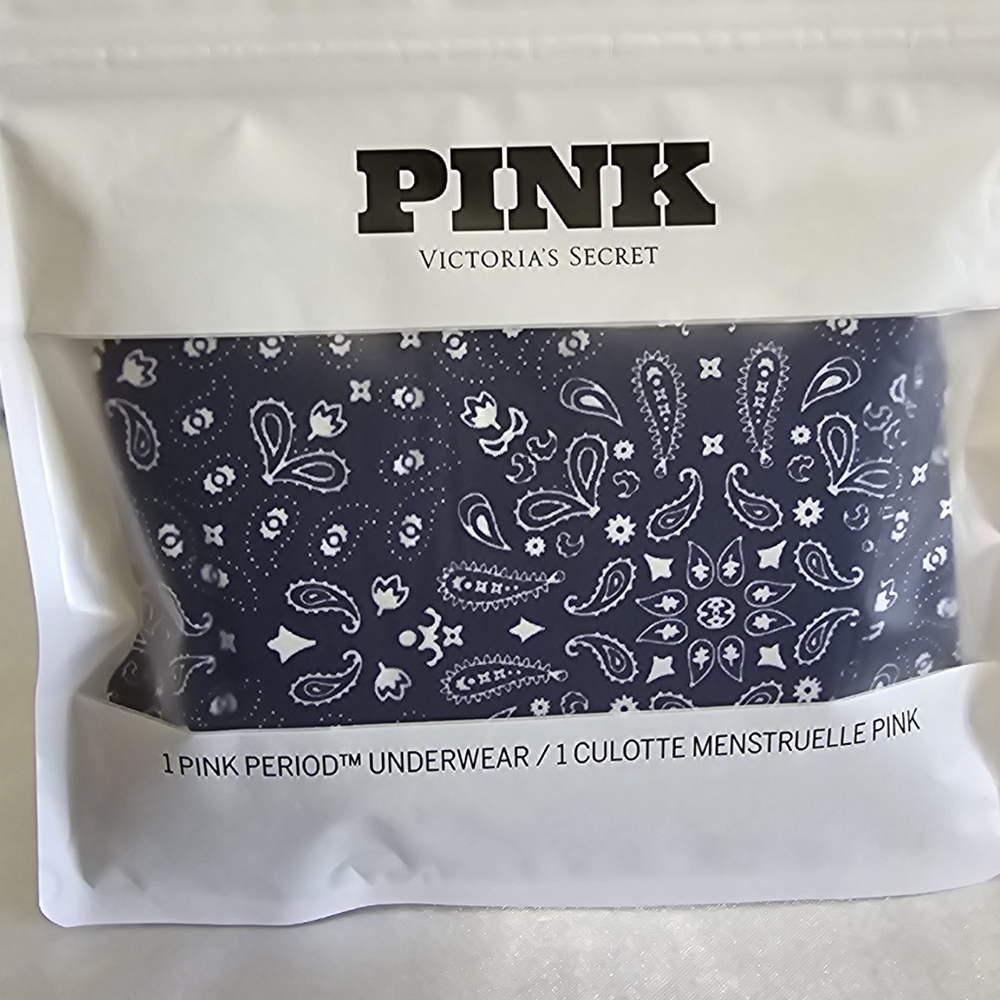 PINK
VICTORIA'S SECRET
1 PINK PERIOD™ UNDERWEAR / 1 CULOTTE MENSTRUELLE PINK